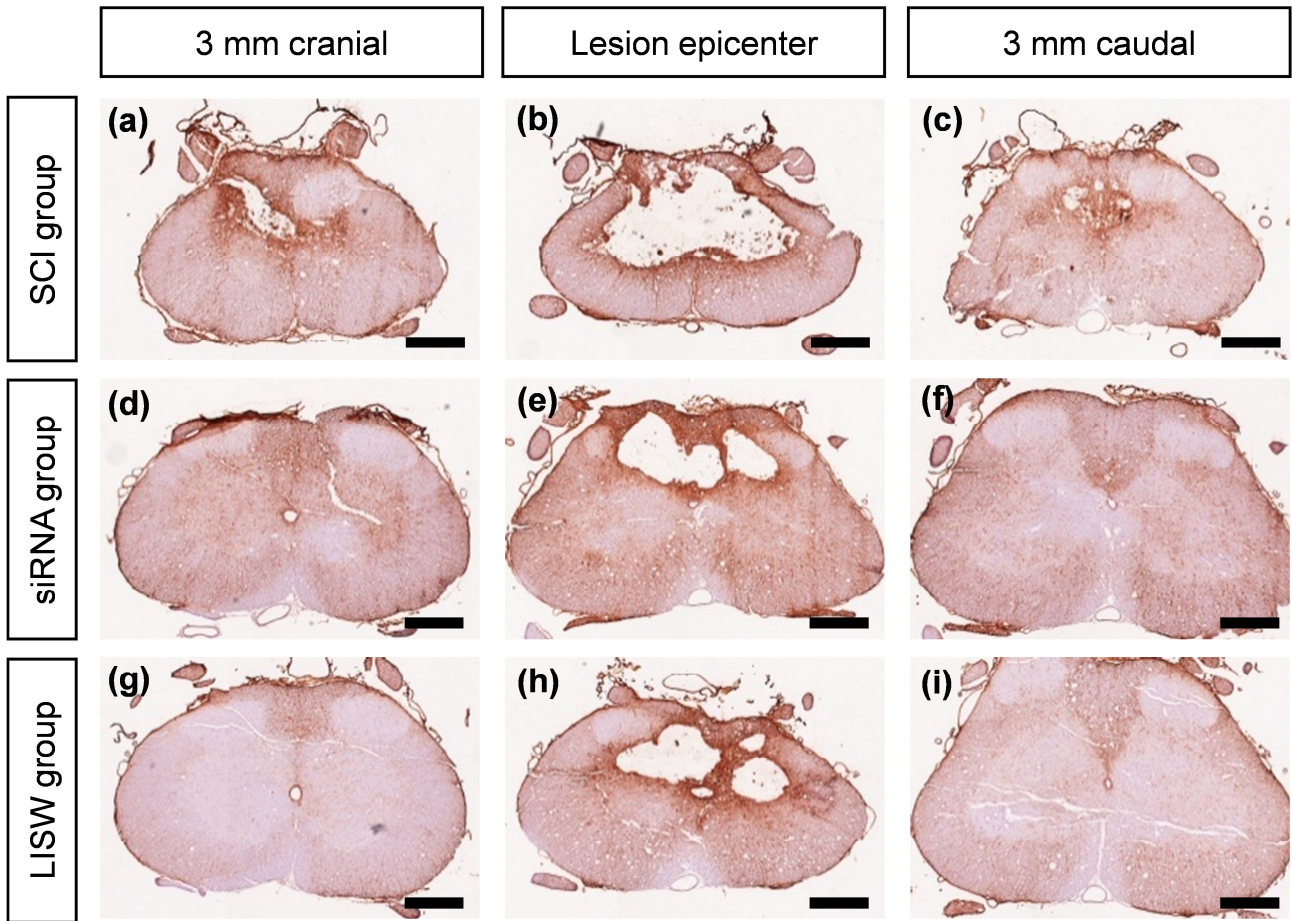 3 mm cranial
Lesion epicenter
3 mm caudal
SCI group
(a)
(b)
(c)
siRNA group
(d)
(e)
(f)
LISW group
(g)
(h)
(i)